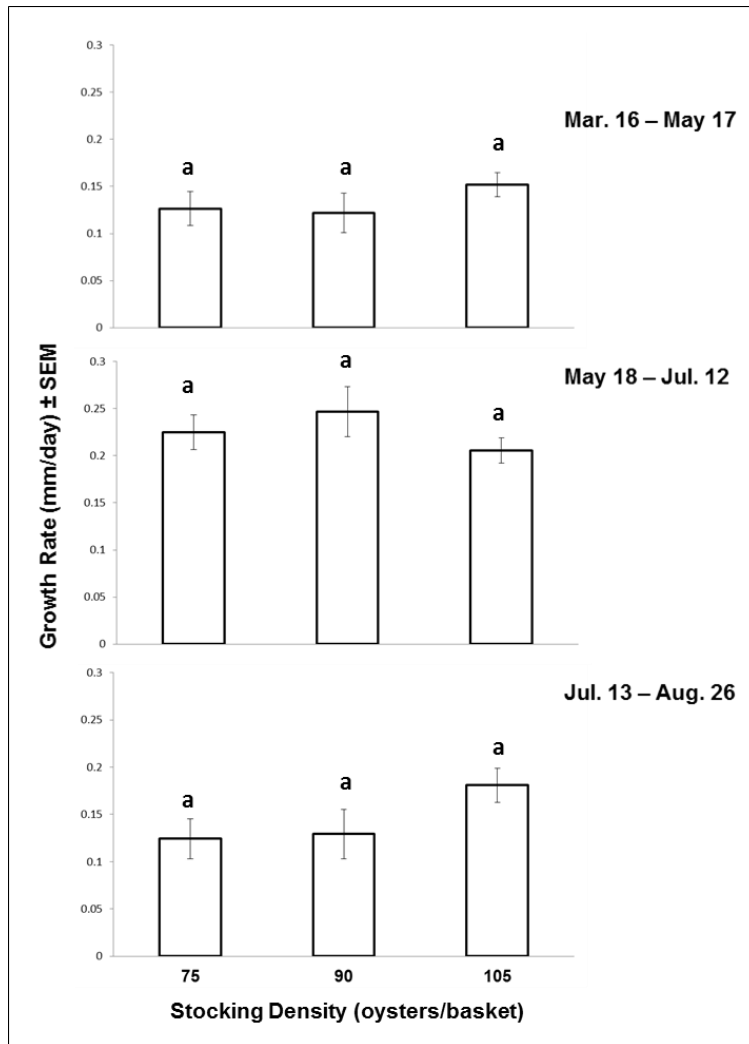 0.3
0.25
0.2
0.15
0.1
0.05
0
a
a
a
Mar. 16 – May 17
0.3
0.25
0.2
0.15
0.1
0.05
0
a
a
a
May 18 – Jul. 12
0.3
0.25
0.2
0.15
0.1
0.05
0
a
a
a
Jul. 13 – Aug. 26
Growth Rate (mm/day) ± SEM
75 90 105
Stocking Density (oysters/basket)